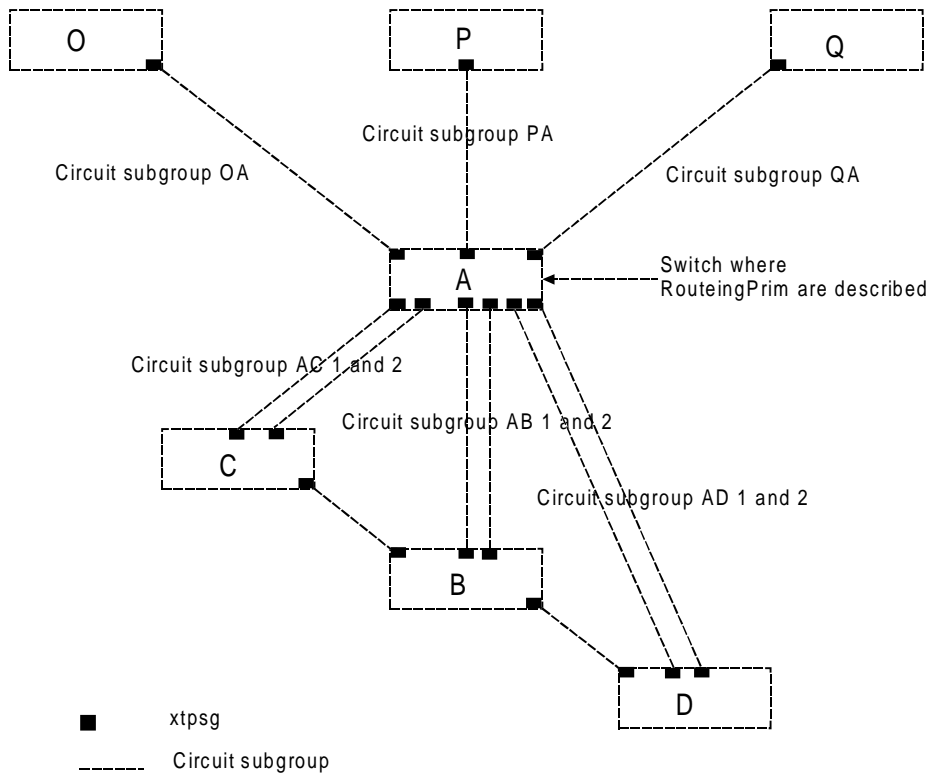 O
P
Q
Circuit subgroup PA
Circuit subgroup OA
Circuit subgroup QA
A
Switch where
RouteingPrim are described
Circuit subgroup AC 1 and 2
Circuit subgroup AB 1 and 2
C
Circuit subgroup AD 1 and 2
B
D
xtpsg
Circuit subgroup